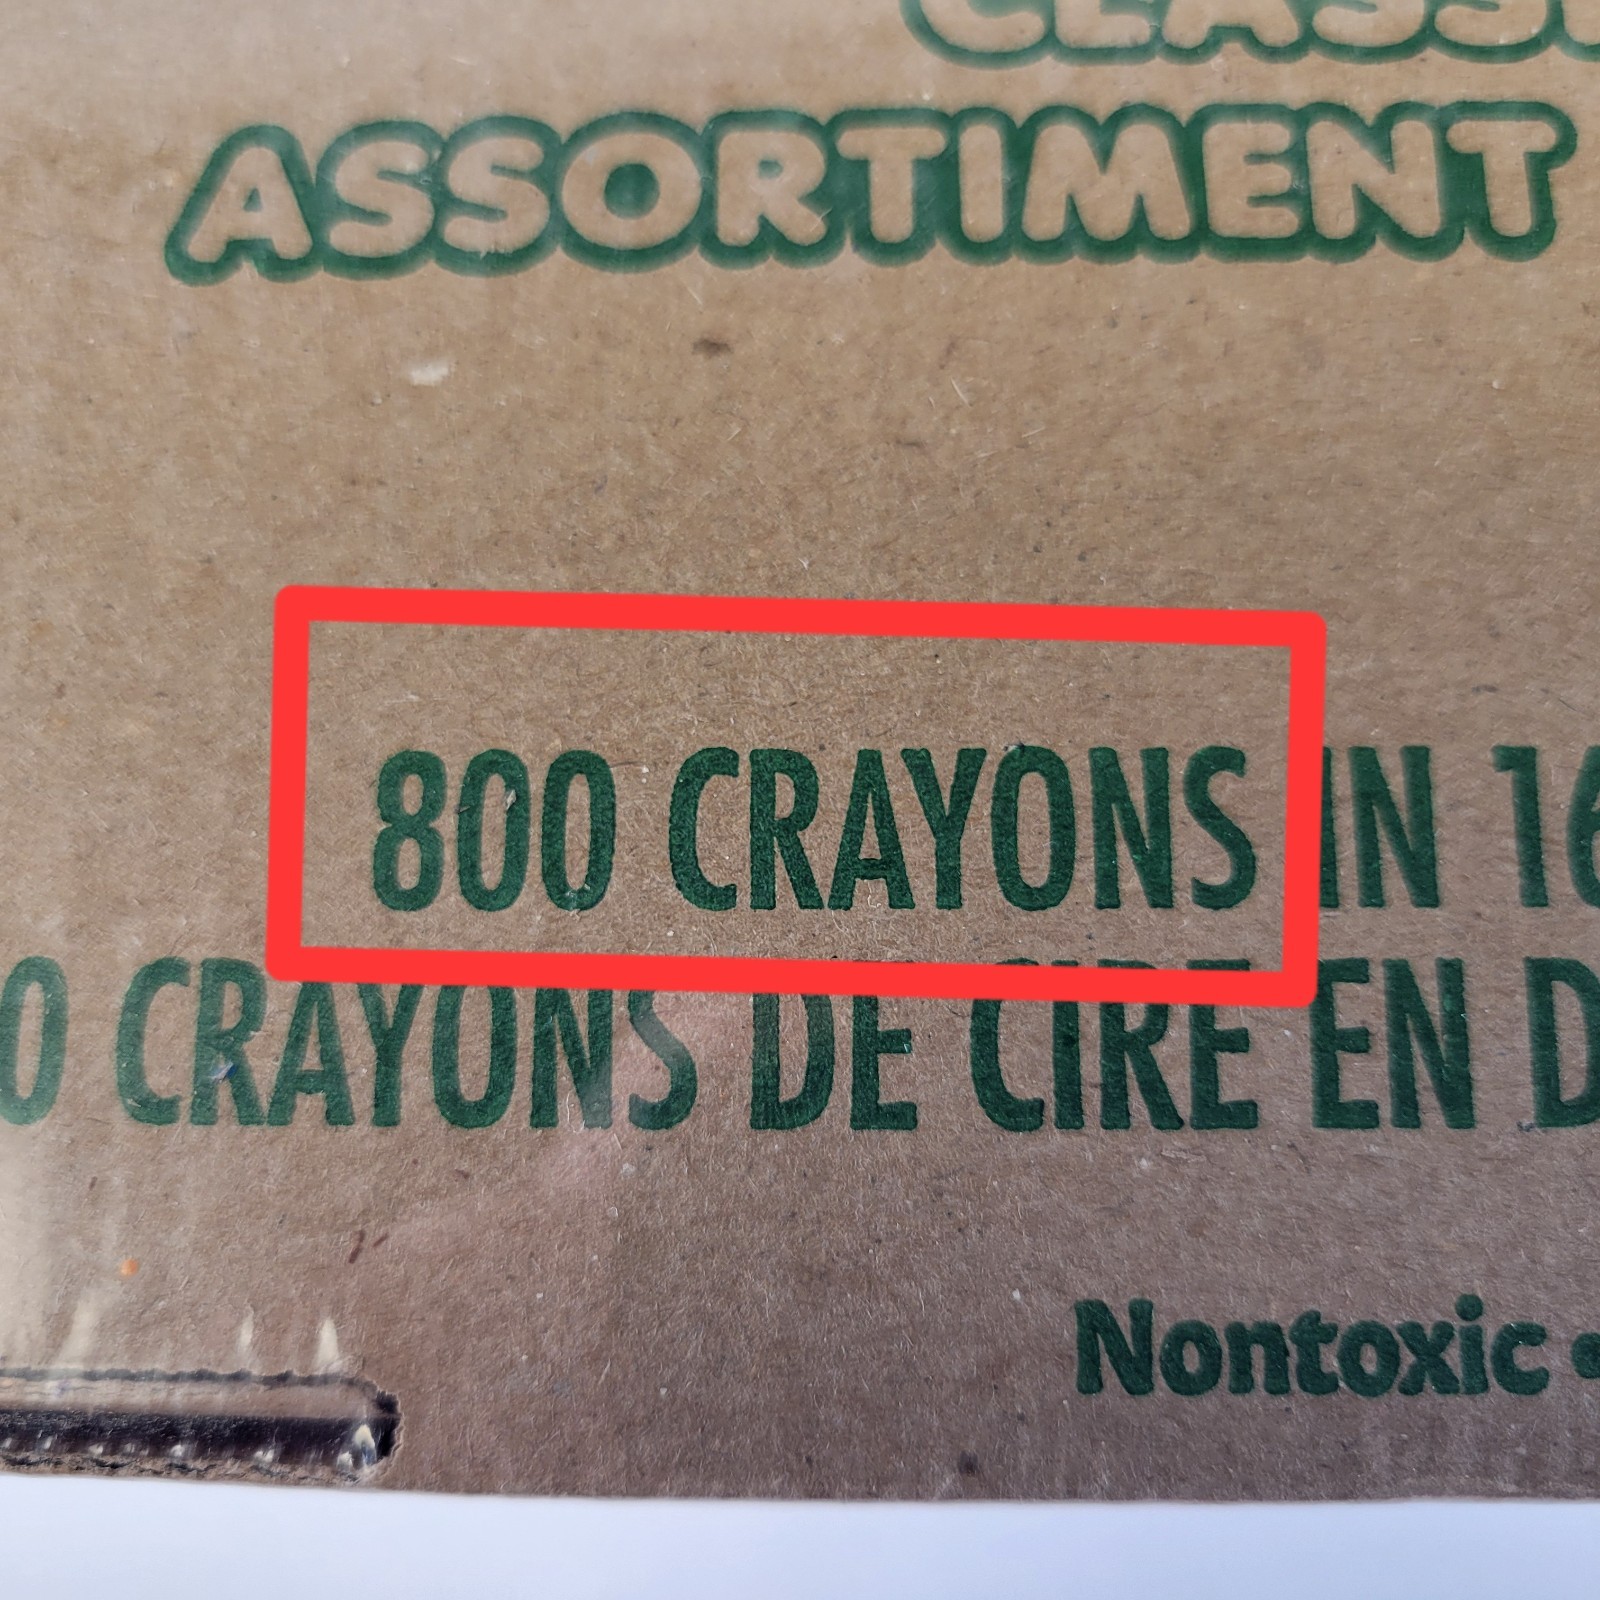 ASSORTIMENT
800 CRAYONS IN
CRAYONS DE CIRE EN
Nontoxic •